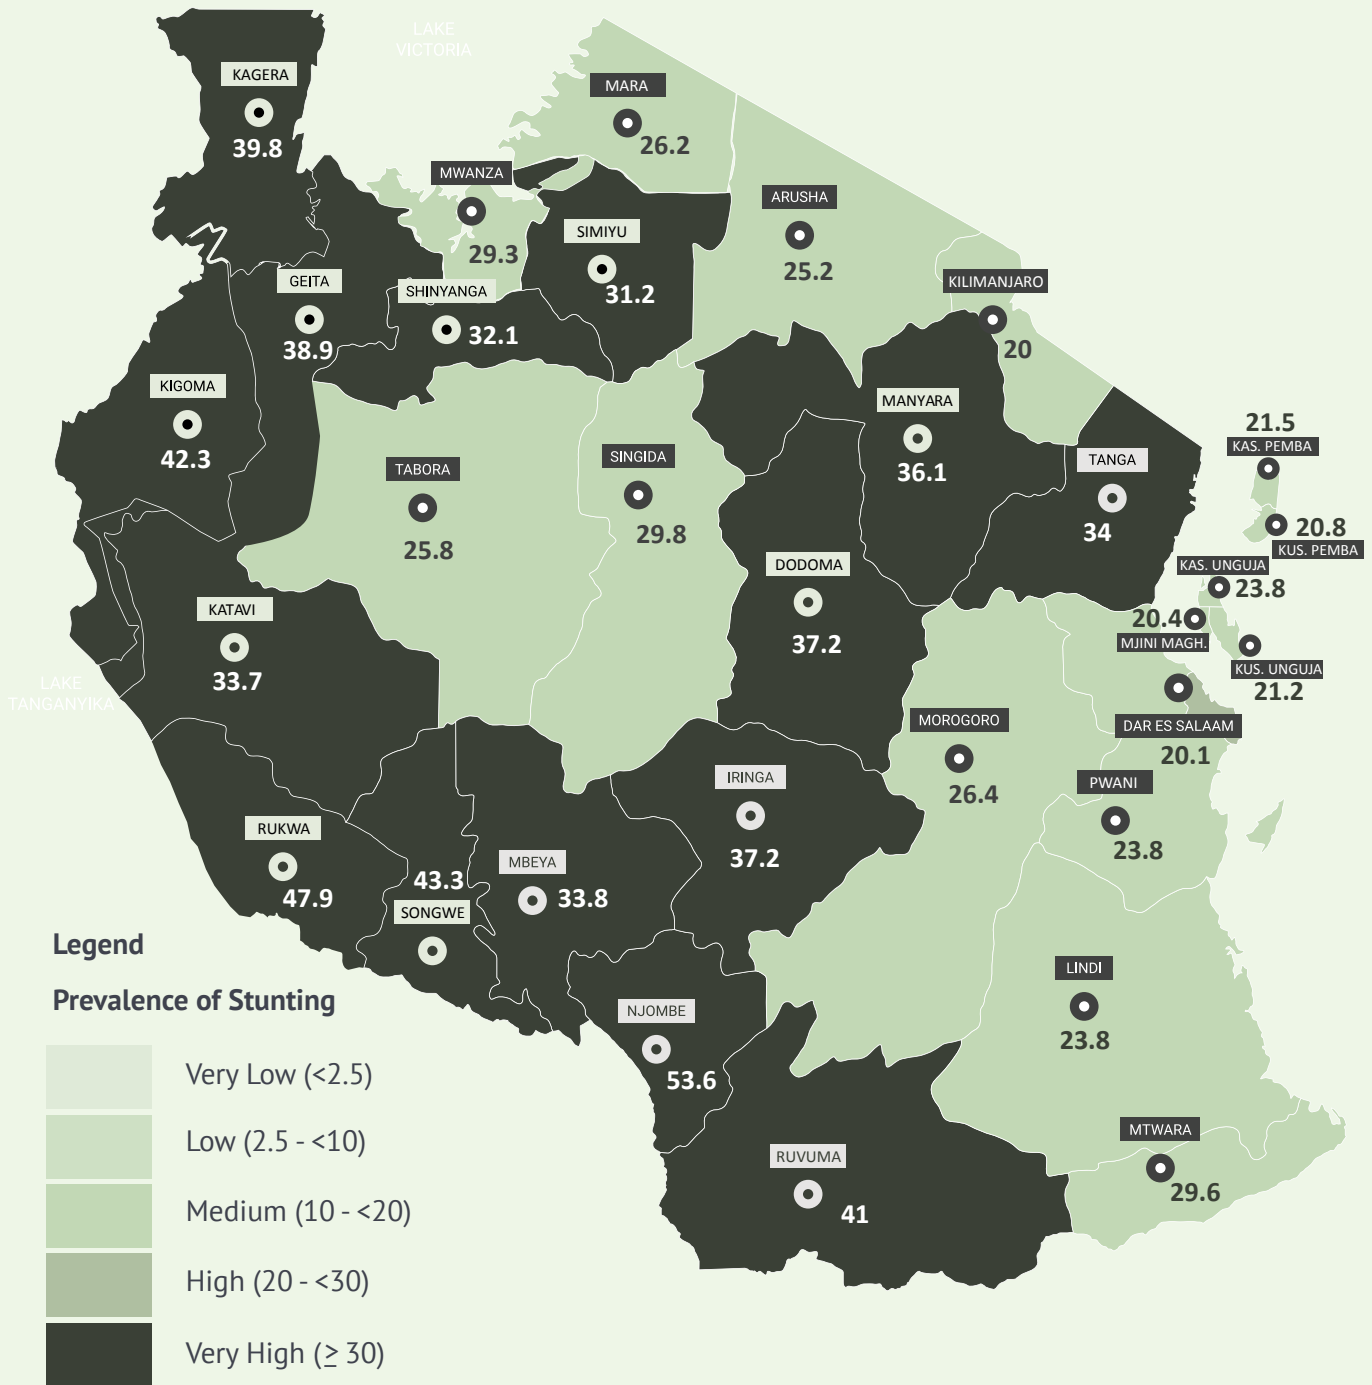 LAKE
VICTORIA
KAGERA
39.8
MARA
26.2
MWANZA
29.3
ARUSHA
25.2
SIMIYU
31.2
GEITA
38.9
SHINYANGA
32.1
KILIMANJARO
20
KIGOMA
42.3
MANYARA
36.1
TABORA
25.8
SINGIDA
29.8
TANGA
34
21.5
KAS. PEMBA
20.8
KUS. PEMBA
KAS. UNGUJA
23.8
20.4
MJINI MAGH.
KUS. UNGUJA
21.2
DODOMA
37.2
KATAVI
33.7
LAKE
TANGANYIKA
MOROGORO
26.4
DAR ES SALAAM
20.1
PWANI
23.8
IRINGA
37.2
RUKWA
47.9
43.3
SONGWE
MBEYA
33.8
NJOMBE
53.6
LINDI
23.8
MTWARA
29.6
RUVUMA
41
Legend
Prevalence of Stunting
Very Low (<2.5)
Low (2.5 - <10)
Medium (10 - <20)
High (20 - <30)
Very High (≥ 30)